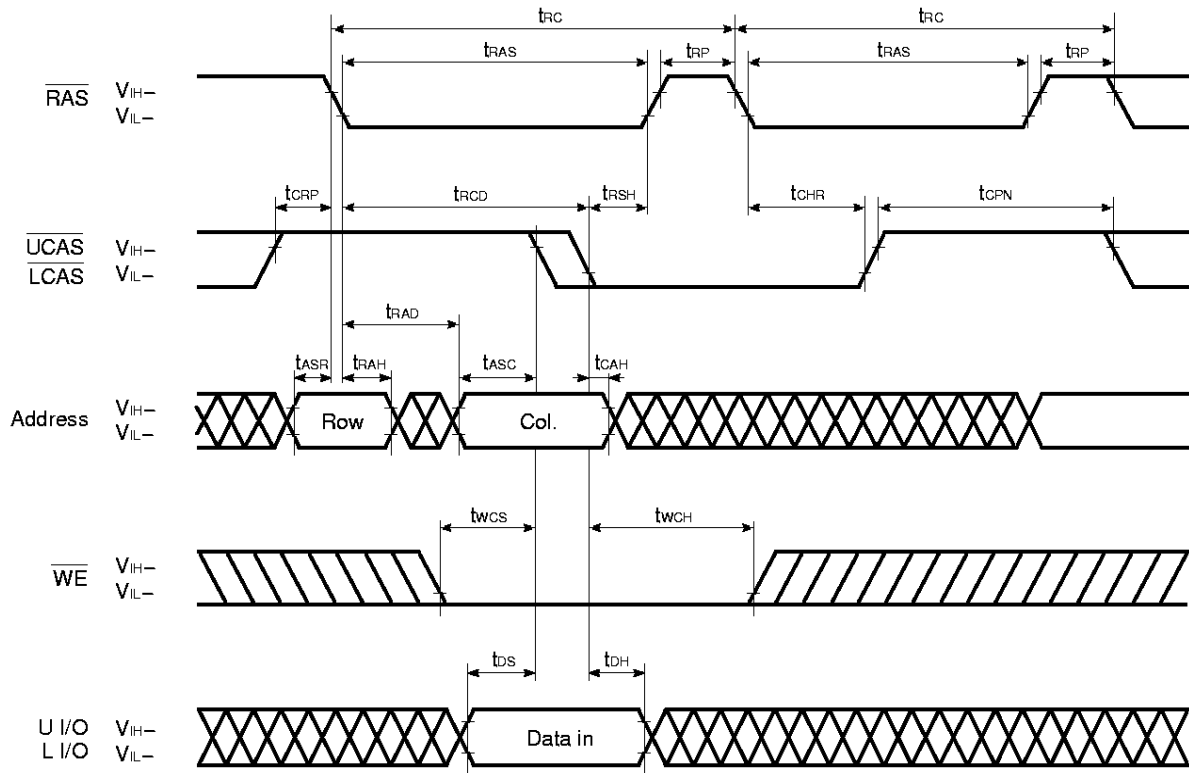 tRC tRC
tRAS tRP tRAS tRP
RAS VIH–
VIL–
tCRP tRCD tRSH tCHR tCPN
UCAS VIH–
LCAS VIL–
tRAD
tASR tRAH tASC tCAH
Address VIH–
VIL–
Row Col.
tWCS tWCH
WE VIH–
VIL–
tDS tDH
U I/O VIH–
L I/O VIL–
Data in